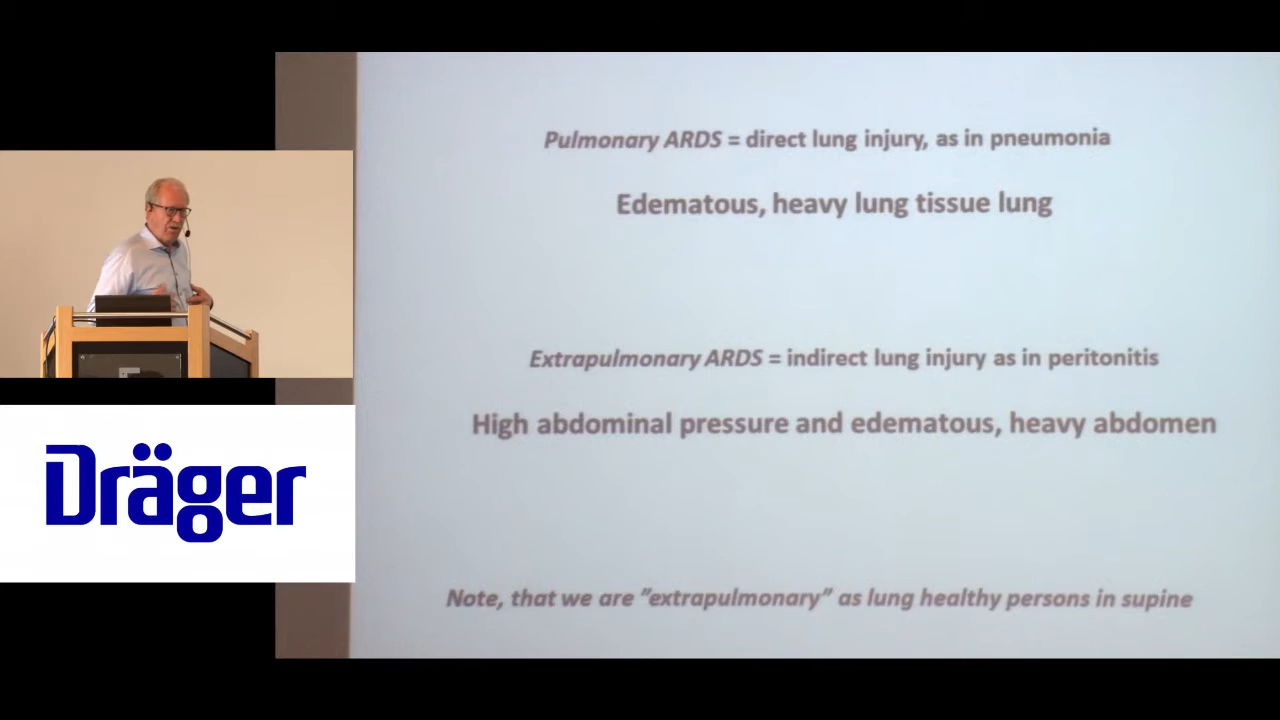 Pulmonary ARDS = direct lung injury, as in pneumonia
Edematous, heavy lung tissue lung
Extrapulmonary ARDS = indirect lung injury as in peritonitis
High abdominal pressure and edematous, heavy abdomen
Note, that we are ”extrapulmonary” as lung healthy persons in supine
Dräger